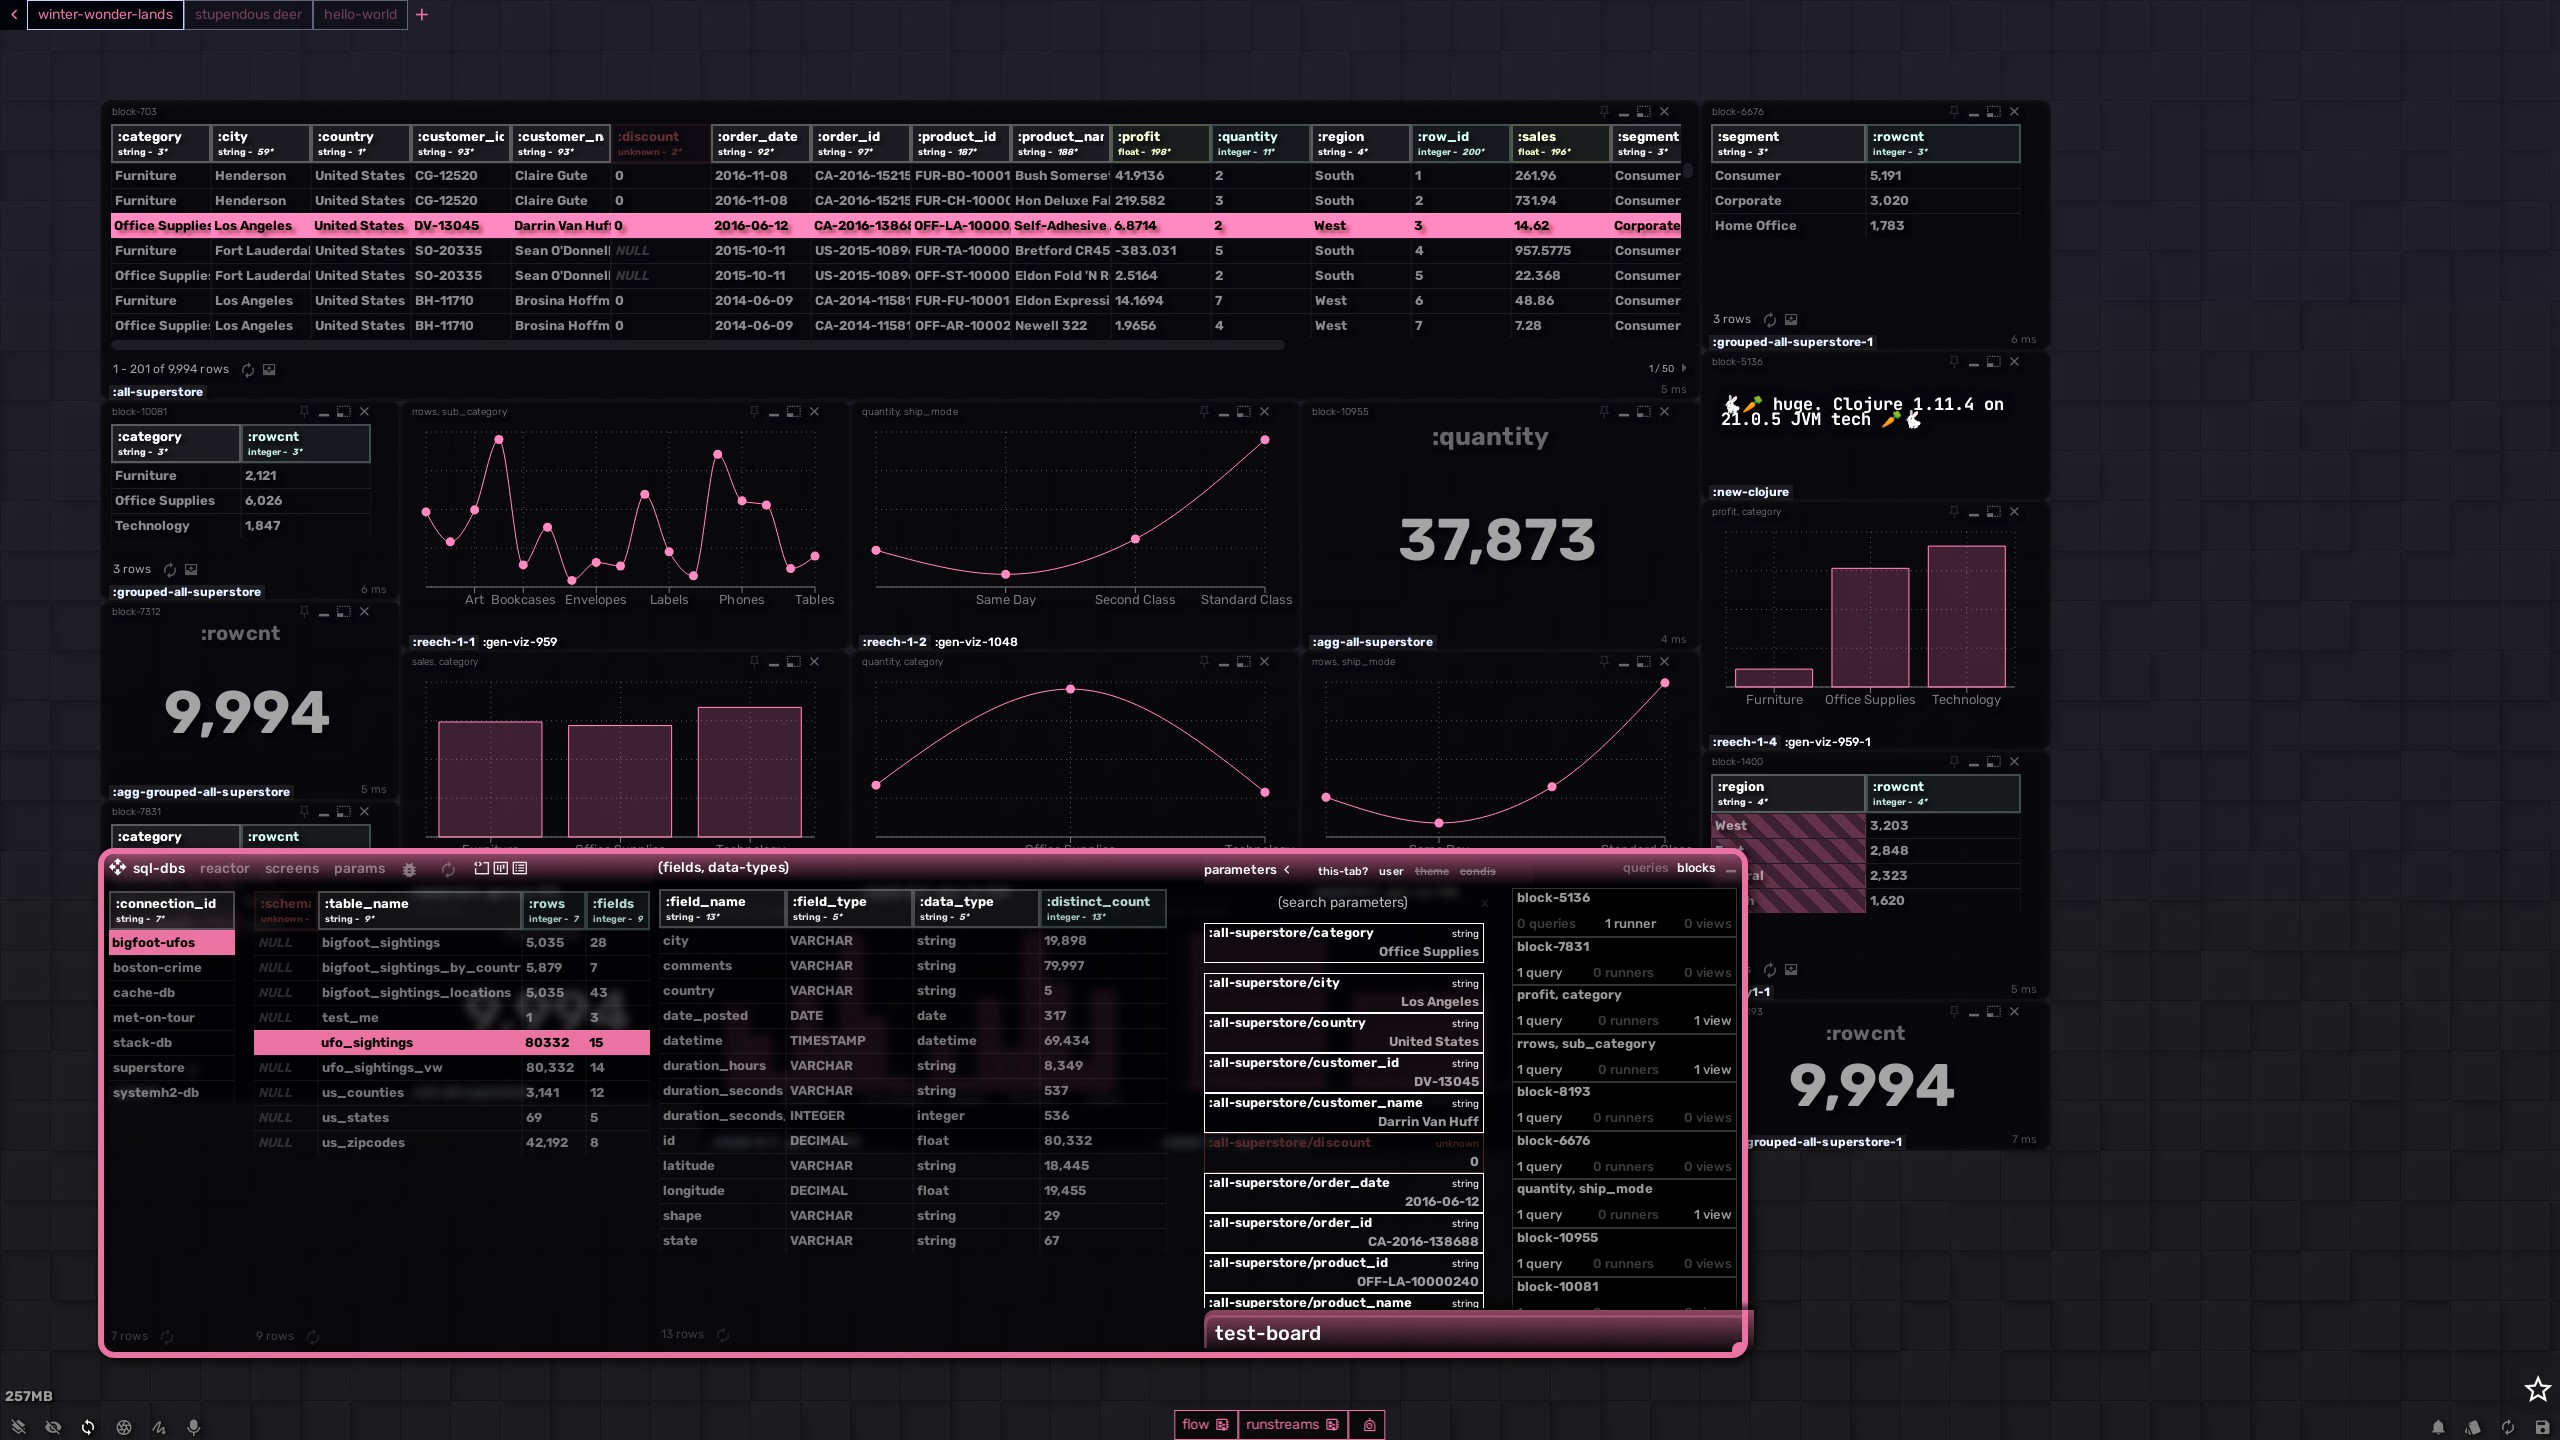 winter-wonder-lands stupendous deer hello-world +
block-703
:category :city :country :customer_ic :customer_n :discount :order_date :order_id :product_id :product_nar :profit :quantity :region :row_id :sales :segment
string - 3* string - 59* string - 1* string - 93* string - 93* unknown - 2* string - 92* string - 97* string - 187* string - 188* float - 198* integer - 11* string - 4* integer - 200* float - 196* string - 3*
Furniture Henderson United States CG-12520 Claire Gute 0 2016-11-08 CA-2016-15215 FUR-BO-10001 Bush Somerset 41.9136 2 South 1 261.96 Consumer
Furniture Henderson United States CG-12520 Claire Gute 0 2016-11-08 CA-2016-15215 FUR-CH-1000 Hon Deluxe Fal 219.582 3 South 2 731.94 Consumer
Office Supplies Los Angeles United States DV-13045 Darrin Van Huff 0 2016-06-12 CA-2016-13868 OFF-LA-10000 Self-Adhesive 6.8714 2 West 3 14.62 Corporate
Furniture Fort Lauderdal United States SO-20335 Sean O'Donnell NULL 2015-10-11 US-2015-1089 FUR-TA-10000 Bretford CR45 -383.031 5 South 4 957.5775 Consumer
Office Supplies Fort Lauderdal United States SO-20335 Sean O'Donnell NULL 2015-10-11 US-2015-1089 OFF-ST-10000 Eldon Fold 'N R 2.5164 2 South 5 22.368 Consumer
Furniture Los Angeles United States BH-11710 Brosina Hoffm 0 2014-06-09 CA-2014-11581 FUR-FU-10001 Eldon Expressi 14.1694 7 West 6 48.86 Consumer
Office Supplies Los Angeles United States BH-11710 Brosina Hoffm 0 2014-06-09 CA-2014-11581 OFF-AR-10002 Newell 322 1.9656 4 West 7 7.28 Consumer
1 - 201 of 9,994 rows 1 / 50
5 ms
:all-superstore
block-6676
:segment :rowcnt
string - 3* integer - 3*
Consumer 5,191
Corporate 3,020
Home Office 1,783
3 rows
:grouped-all-superstore-1 6 ms
block-5136
🐇🥕 huge. Clojure 1.11.4 on
21.0.5 JVM tech 🥕🐇
:new-clojure
block-10081
:category :rowcnt
string - 3* integer - 3*
Furniture 2,121
Office Supplies 6,026
Technology 1,847
3 rows
:grouped-all-superstore 6 ms
rrows, sub_category
Art Bookcases Envelopes Labels Phones Tables
:reech-1-1 :gen-viz-959
quantity, ship_mode
Same Day Second Class Standard Class
:reech-1-2 :gen-viz-1048
block-10955
:quantity
37,873
:agg-all-superstore 4 ms
profit, category
Furniture Office Supplies Technology
:reech-1-4 :gen-viz-959-1
block-7312
:rowcnt
9,994
:agg-grouped-all-superstore 5 ms
sales, category
Furniture Office Supplies Technology
quantity, category
Office Supplies Technology
rrows, ship_mode
Same Day Standard Class
block-1400
:region :rowcnt
string - 4* integer - 4*
West 3,203
2,848
ral 2,323
1,620
5 ms
y1-1
block-7831
:category :rowcnt
93
:rowcnt
9,994
grouped-all-superstore-1 7 ms
sql-dbs reactor screens params
:connection_id
string - 7*
bigfoot-ufos
boston-crime
cache-db
met-on-tour
stack-db
superstore
systemh2-db
7 rows
:schema :table_name :rows :fields
unknown - string - 9* integer - 7 integer - 9
NULL bigfoot_sightings 5,035 28
NULL bigfoot_sightings_by_countr 5,879 7
NULL bigfoot_sightings_locations 5,035 43
NULL test_me 1 3
ufo_sightings 80332 15
NULL ufo_sightings_vw 80,332 14
NULL us_counties 3,141 12
NULL us_states 69 5
NULL us_zipcodes 42,192 8
9 rows
(fields, data-types)
:field_name :field_type :data_type :distinct_count
string - 13* string - 5* string - 5* integer - 13*
city VARCHAR string 19,898
comments VARCHAR string 79,997
country VARCHAR string 5
date_posted DATE date 317
datetime TIMESTAMP datetime 69,434
duration_hours VARCHAR string 8,349
duration_seconds VARCHAR string 537
duration_seconds, INTEGER integer 536
id DECIMAL float 80,332
latitude VARCHAR string 18,445
longitude DECIMAL float 19,455
shape VARCHAR string 29
state VARCHAR string 67
13 rows
parameters this-tab? user theme condis
(search parameters) x
:all-superstore/category string
Office Supplies
:all-superstore/city string
Los Angeles
:all-superstore/country string
United States
:all-superstore/customer_id string
DV-13045
:all-superstore/customer_name string
Darrin Van Huff
:all-superstore/discount unknown
0
:all-superstore/order_date string
2016-06-12
:all-superstore/order_id string
CA-2016-138688
:all-superstore/product_id string
OFF-LA-10000240
:all-superstore/product_name string
queries blocks
block-5136
0 queries 1 runner 0 views
block-7831
1 query 0 runners 0 views
profit, category
1 query 0 runners 1 view
rrows, sub_category
1 query 0 runners 1 view
block-8193
1 query 0 runners 0 views
block-6676
1 query 0 runners 0 views
quantity, ship_mode
1 query 0 runners 1 view
block-10955
1 query 0 runners 0 views
block-10081
test-board
257MB
flow runstreams